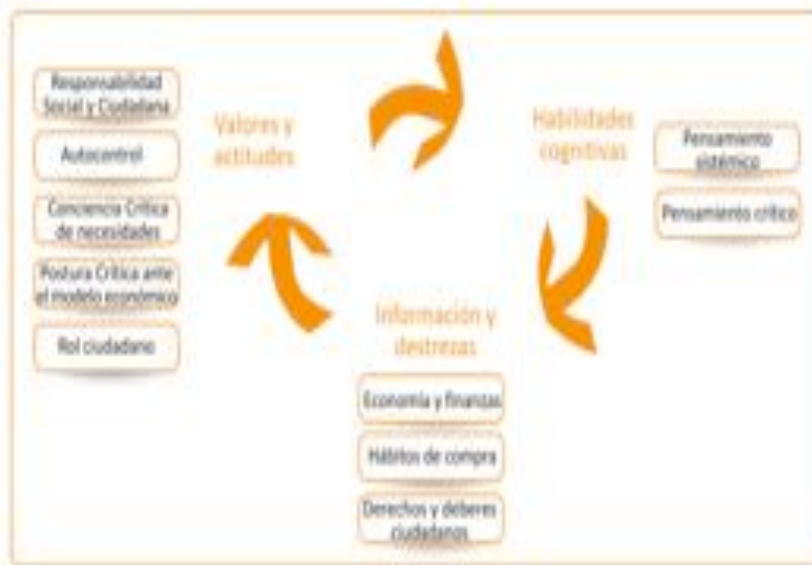 Valores y
actitudes
Responsabilidad
Social y Ciudadana
Autocontrol
Conciencia Crítica
de necesidades
Postura Crítica ante
el modelo económico
Rol ciudadano
Habilidades
cognitivas
Pensamiento
sistémico
Pensamiento crítico
Información y
destrezas
Economía y finanzas
Hábitos de compra
Derechos y deberes
ciudadanos